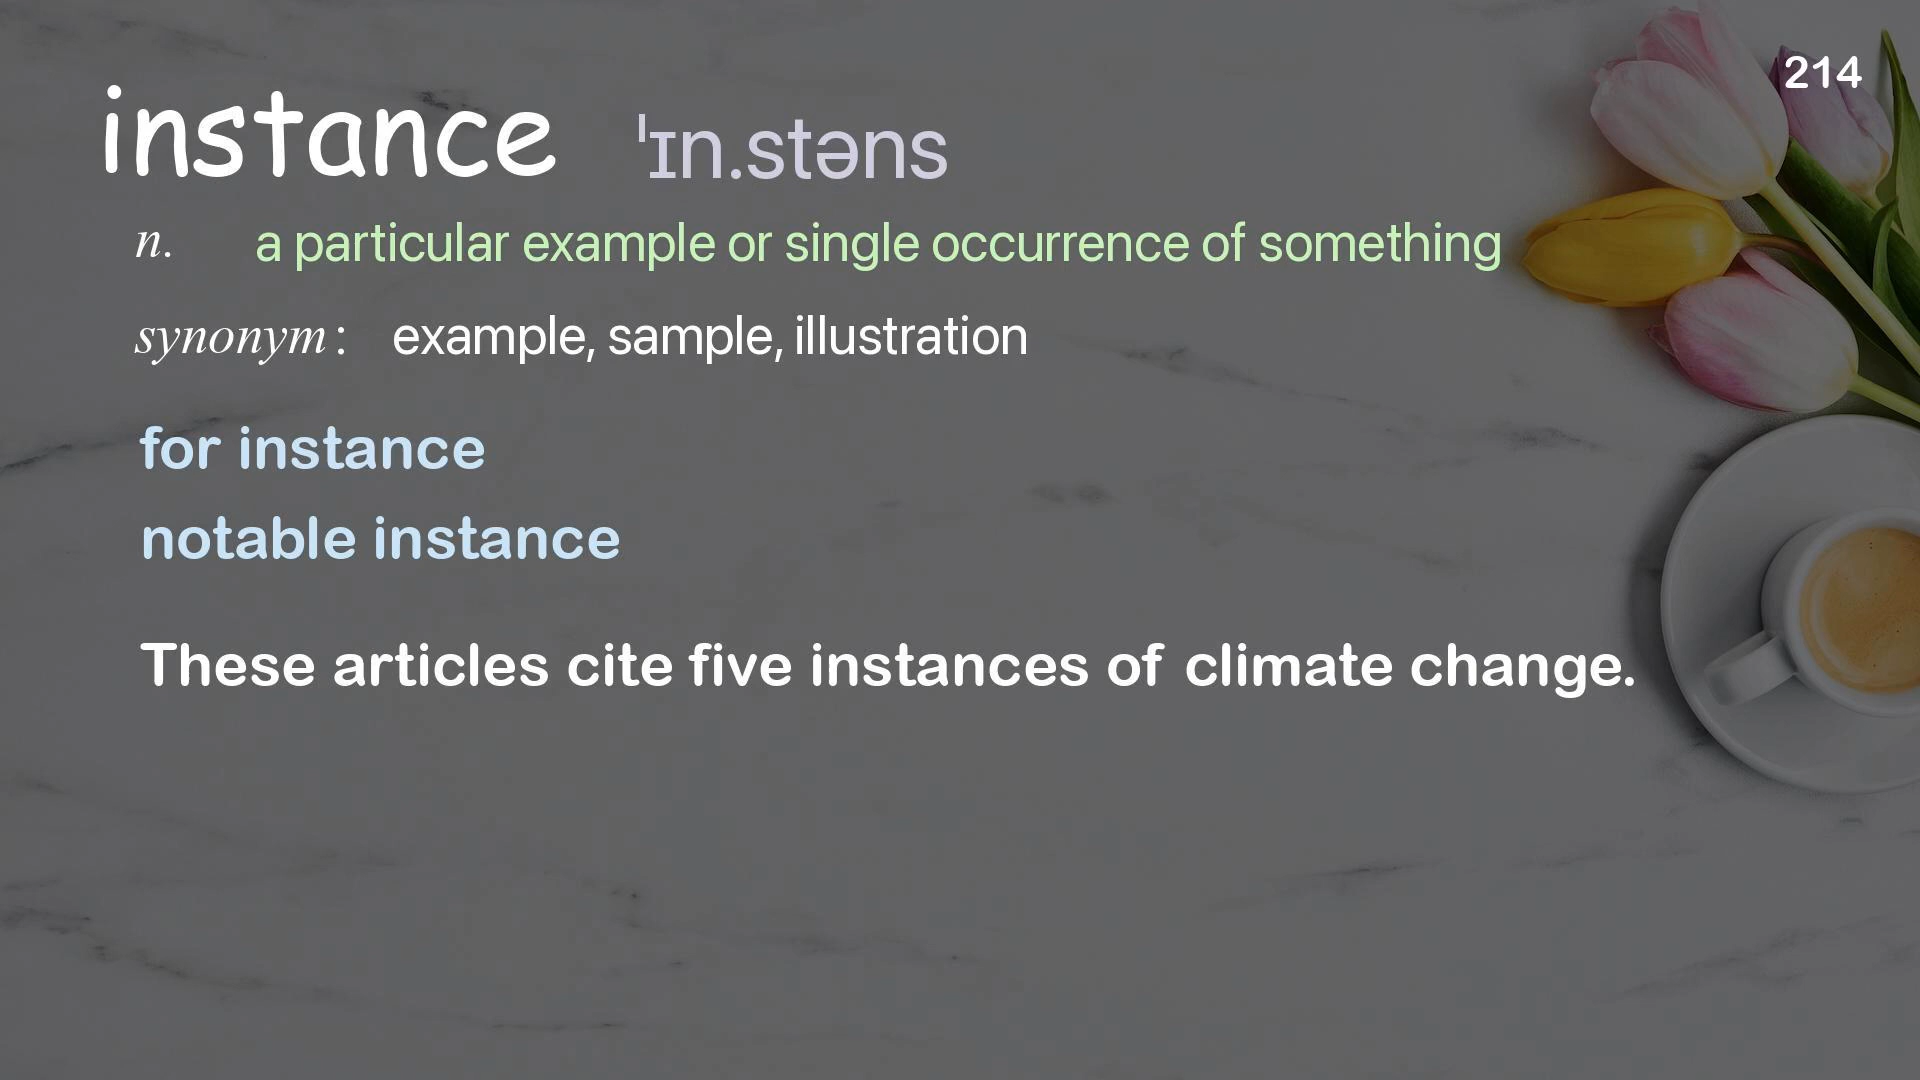 214
instance ˈɪn.stəns
n. a particular example or single occurrence of something
synonym: example, sample, illustration
for instance
notable instance
These articles cite five instances of climate change.